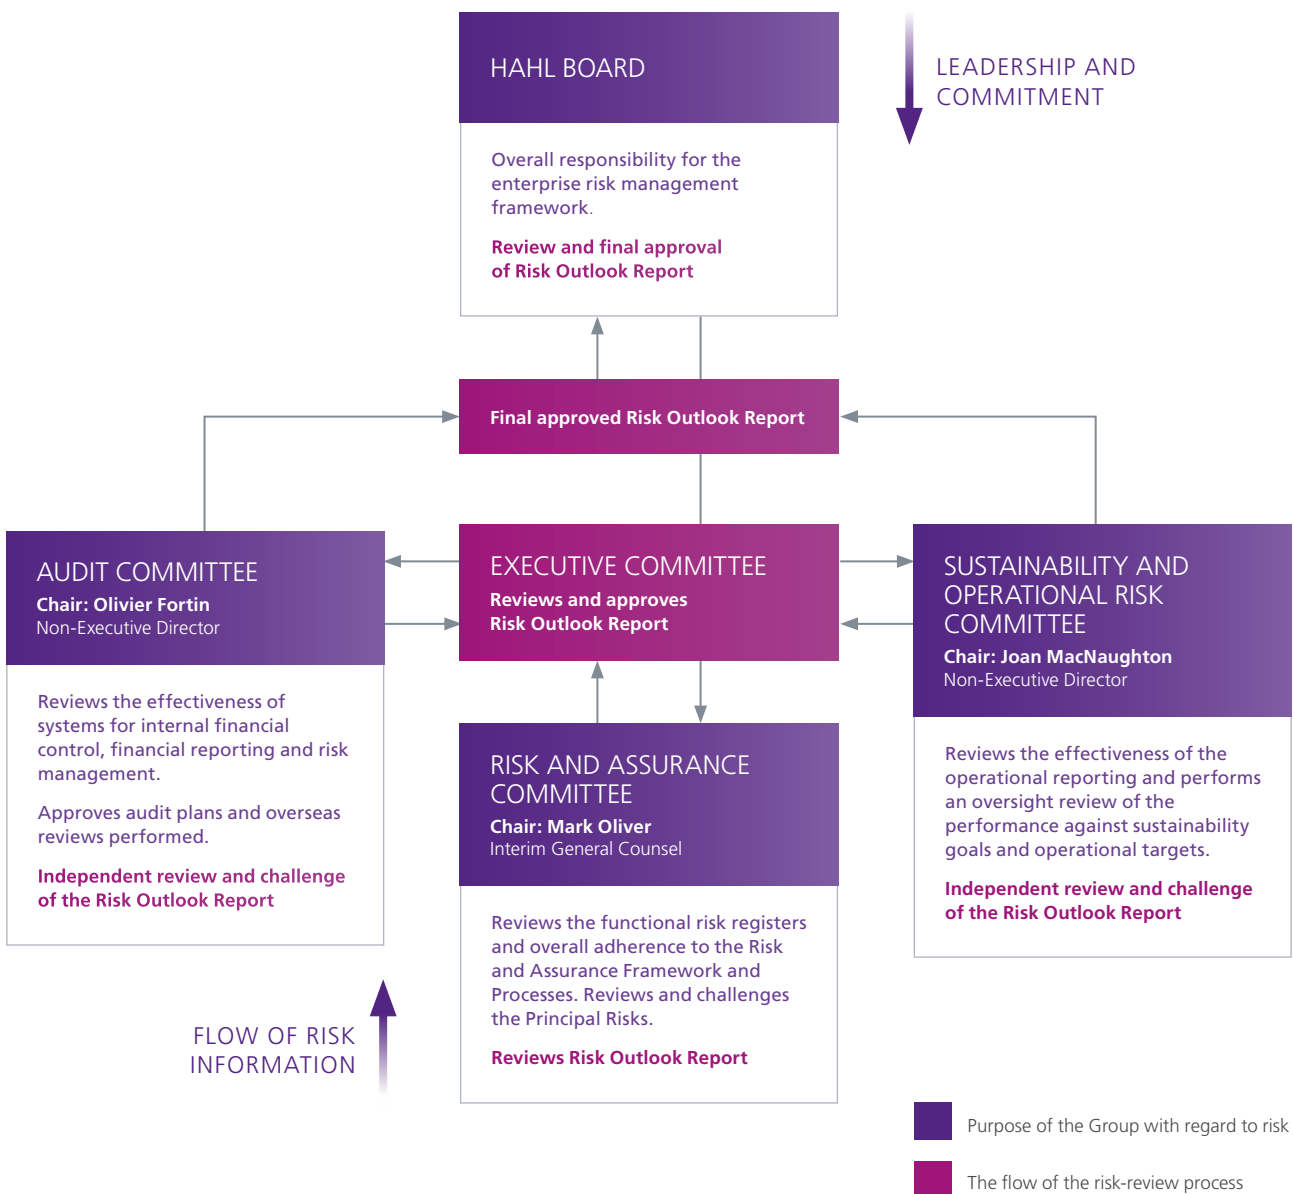 HAHL BOARD
Overall responsibility for the
enterprise risk management
framework.
Review and final approval
of Risk Outlook Report
LEADERSHIP AND
COMMITMENT
Final approved Risk Outlook Report
AUDIT COMMITTEE
Chair: Olivier Fortin
Non-Executive Director
Reviews the effectiveness of
systems for internal financial
control, financial reporting and risk
management.
Approves audit plans and overseas
reviews performed.
Independent review and challenge
of the Risk Outlook Report
EXECUTIVE COMMITTEE
Reviews and approves
Risk Outlook Report
SUSTAINABILITY AND
OPERATIONAL RISK
COMMITTEE
Chair: Joan MacNaughton
Non-Executive Director
Reviews the effectiveness of the
operational reporting and performs
an oversight review of the
performance against sustainability
goals and operational targets.
Independent review and challenge
of the Risk Outlook Report
RISK AND ASSURANCE
COMMITTEE
Chair: Mark Oliver
Interim General Counsel
Reviews the functional risk registers
and overall adherence to the Risk
and Assurance Framework and
Processes. Reviews and challenges
the Principal Risks.
Reviews Risk Outlook Report
FLOW OF RISK
INFORMATION
Purpose of the Group with regard to risk
The flow of the risk-review process